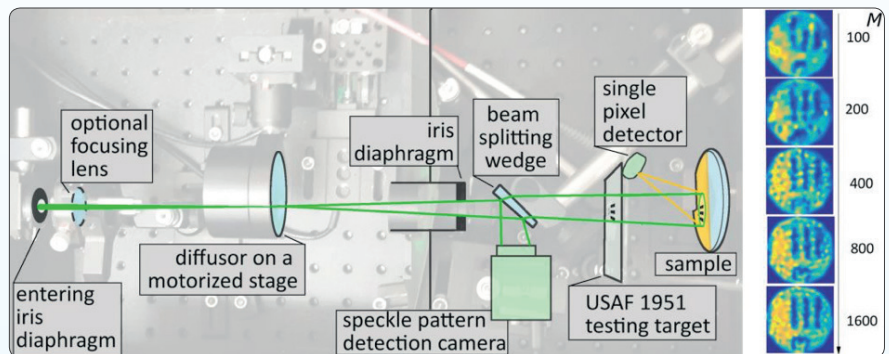 optional
focusing
lens
entering
iris
diaphragm
diffusor on a
motorized stage
iris
diaphragm
beam
splitting
wedge
speckle pattern
detection camera
single
pixel
detector
USAF 1951
testing target
sample
M
100
200
400
800
1600